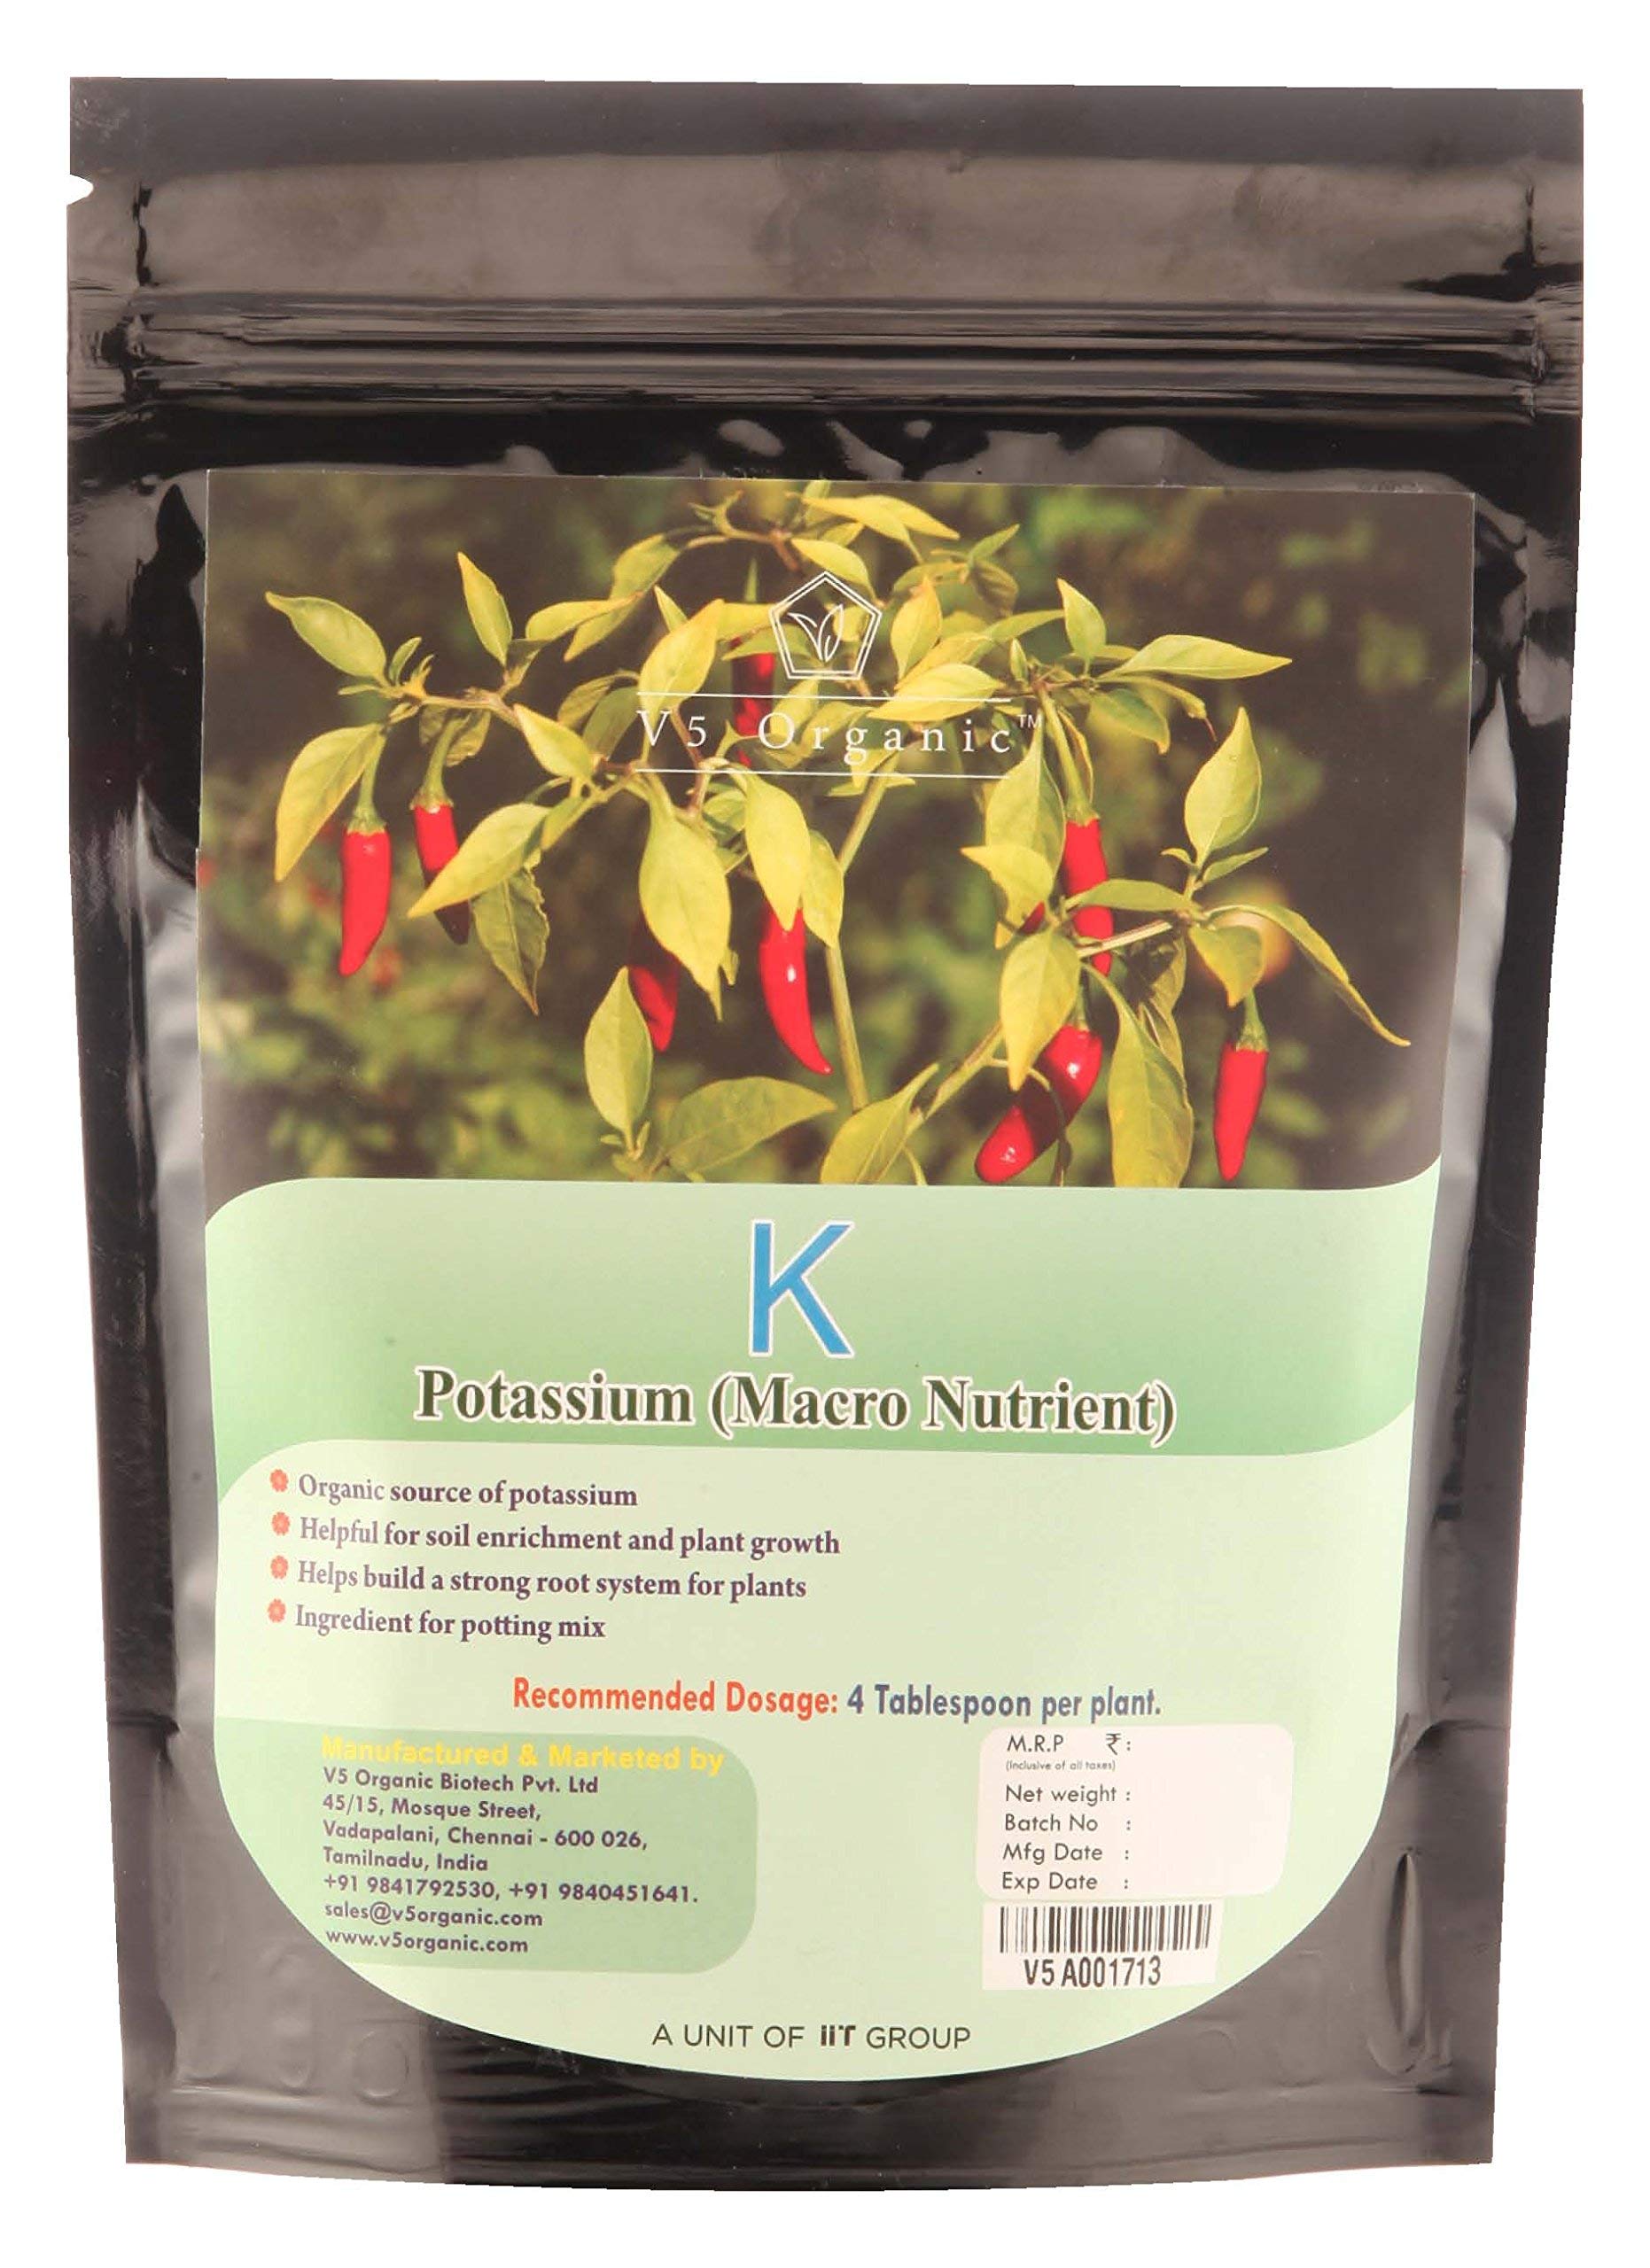 V5 Organic™
K
Potassium (Macro Nutrient)
Organic source of potassium
Helpful for soil enrichment and plant growth
Helps build a strong root system for plants
Ingredient for potting mix
Recommended Dosage: 4 Tablespoon per plant.
Manufactured & Marketed by
V5 Organic Biotech Pvt. Ltd
45/15, Mosque Street,
Vadapalani, Chennai - 600 026,
Tamilnadu, India
+91 9841792530, +91 9840451641.
sales@v5organic.com
www.v5organic.com
M.R.P ₹ :
(Inclusive of all taxes)
Net weight :
Batch No :
Mfg Date :
Exp Date :
V5 A001713
A UNIT OF iiT GROUP